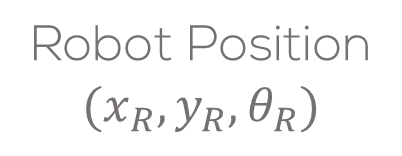 Robot Position
(x_R, y_R, θ_R)